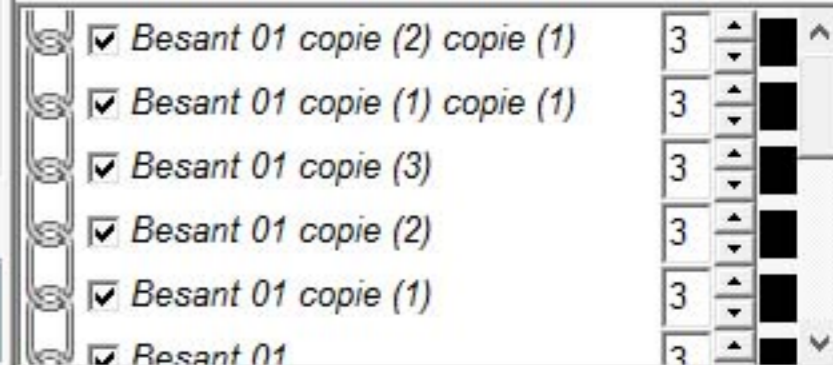 Besant 01 copie (2) copie (1) 3
Besant 01 copie (1) copie (1) 3
Besant 01 copie (3) 3
Besant 01 copie (2) 3
Besant 01 copie (1) 3
Besant 01 3